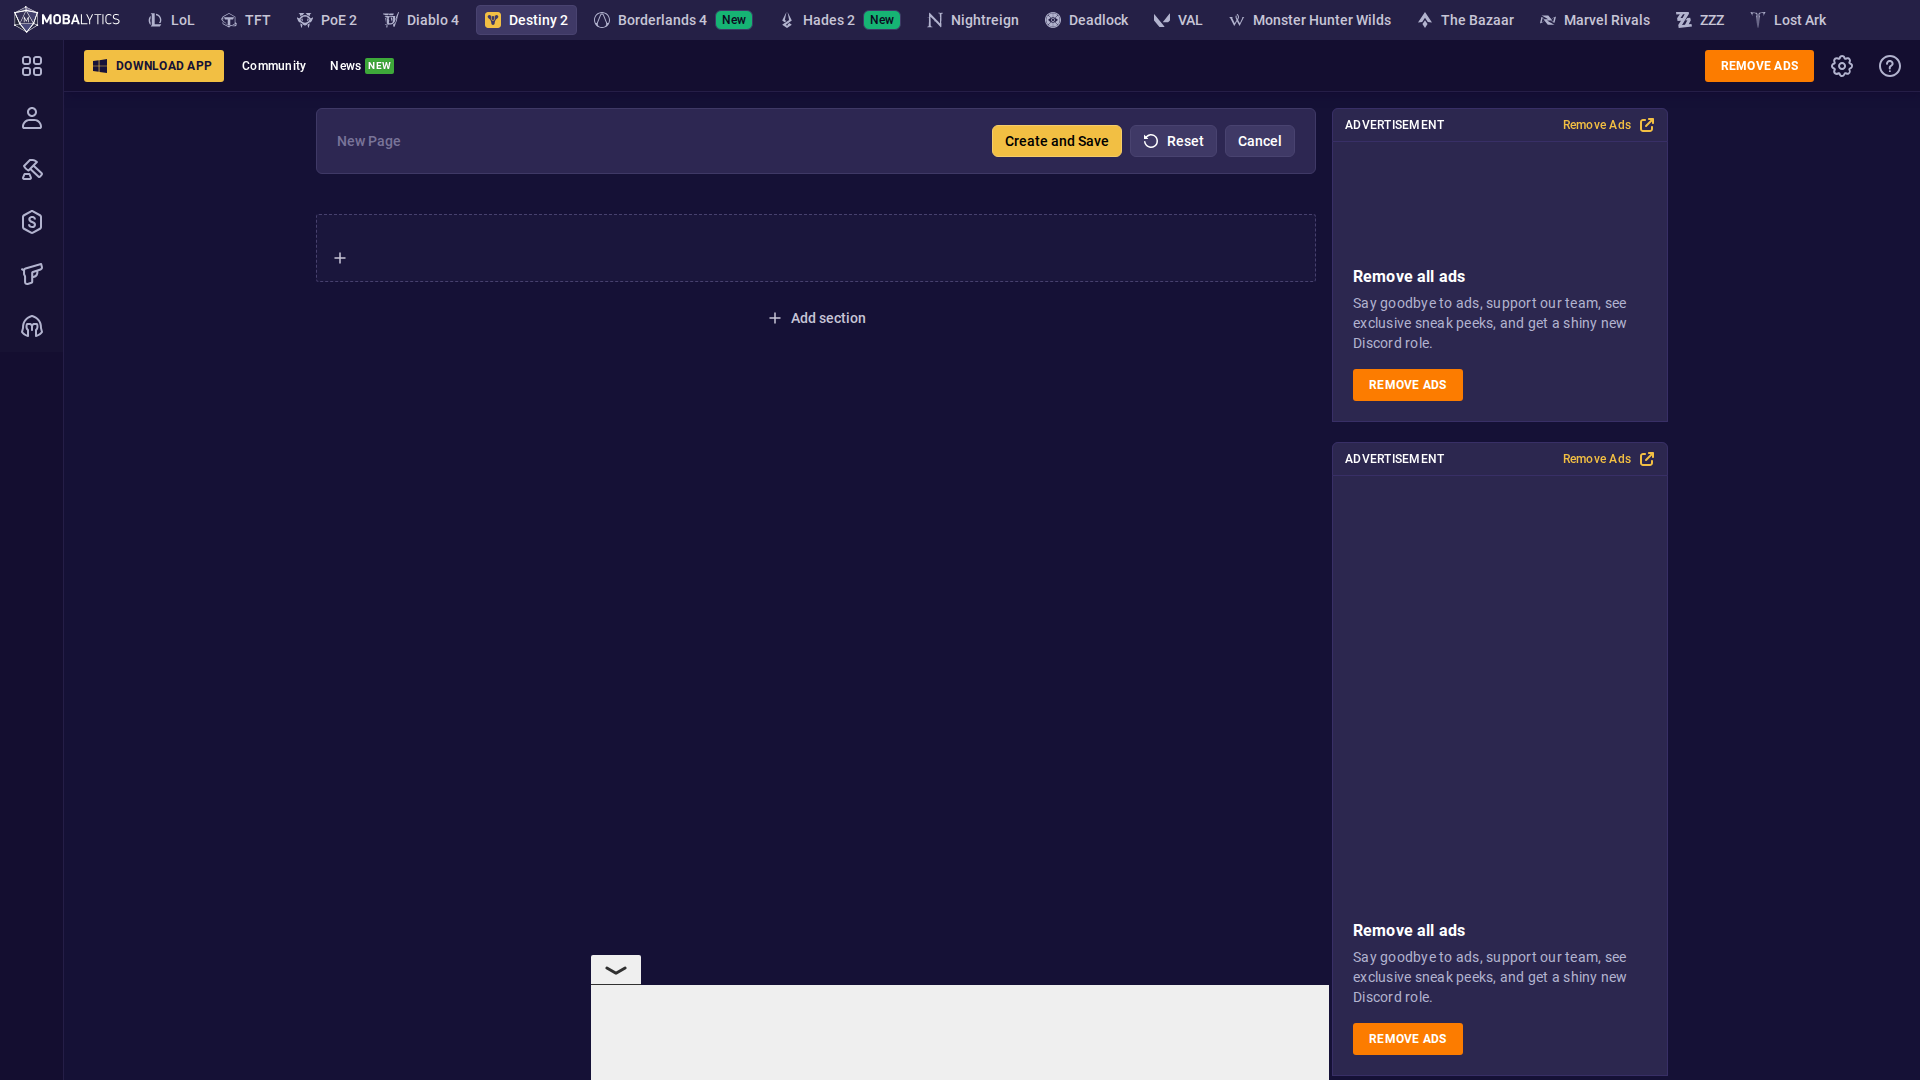 MOBALYTICS
LoL
TFT
PoE 2
Diablo 4
Destiny 2
Borderlands 4 New
Hades 2 New
Nightreign
Deadlock
VAL
Monster Hunter Wilds
The Bazaar
Marvel Rivals
ZZZ
Lost Ark
DOWNLOAD APP
Community
News NEW
REMOVE ADS
New Page
Create and Save
Reset
Cancel
Add section
ADVERTISEMENT
Remove Ads
Remove all ads
Say goodbye to ads, support our team, see
exclusive sneak peeks, and get a shiny new
Discord role.
REMOVE ADS
ADVERTISEMENT
Remove Ads
Remove all ads
Say goodbye to ads, support our team, see
exclusive sneak peeks, and get a shiny new
Discord role.
REMOVE ADS